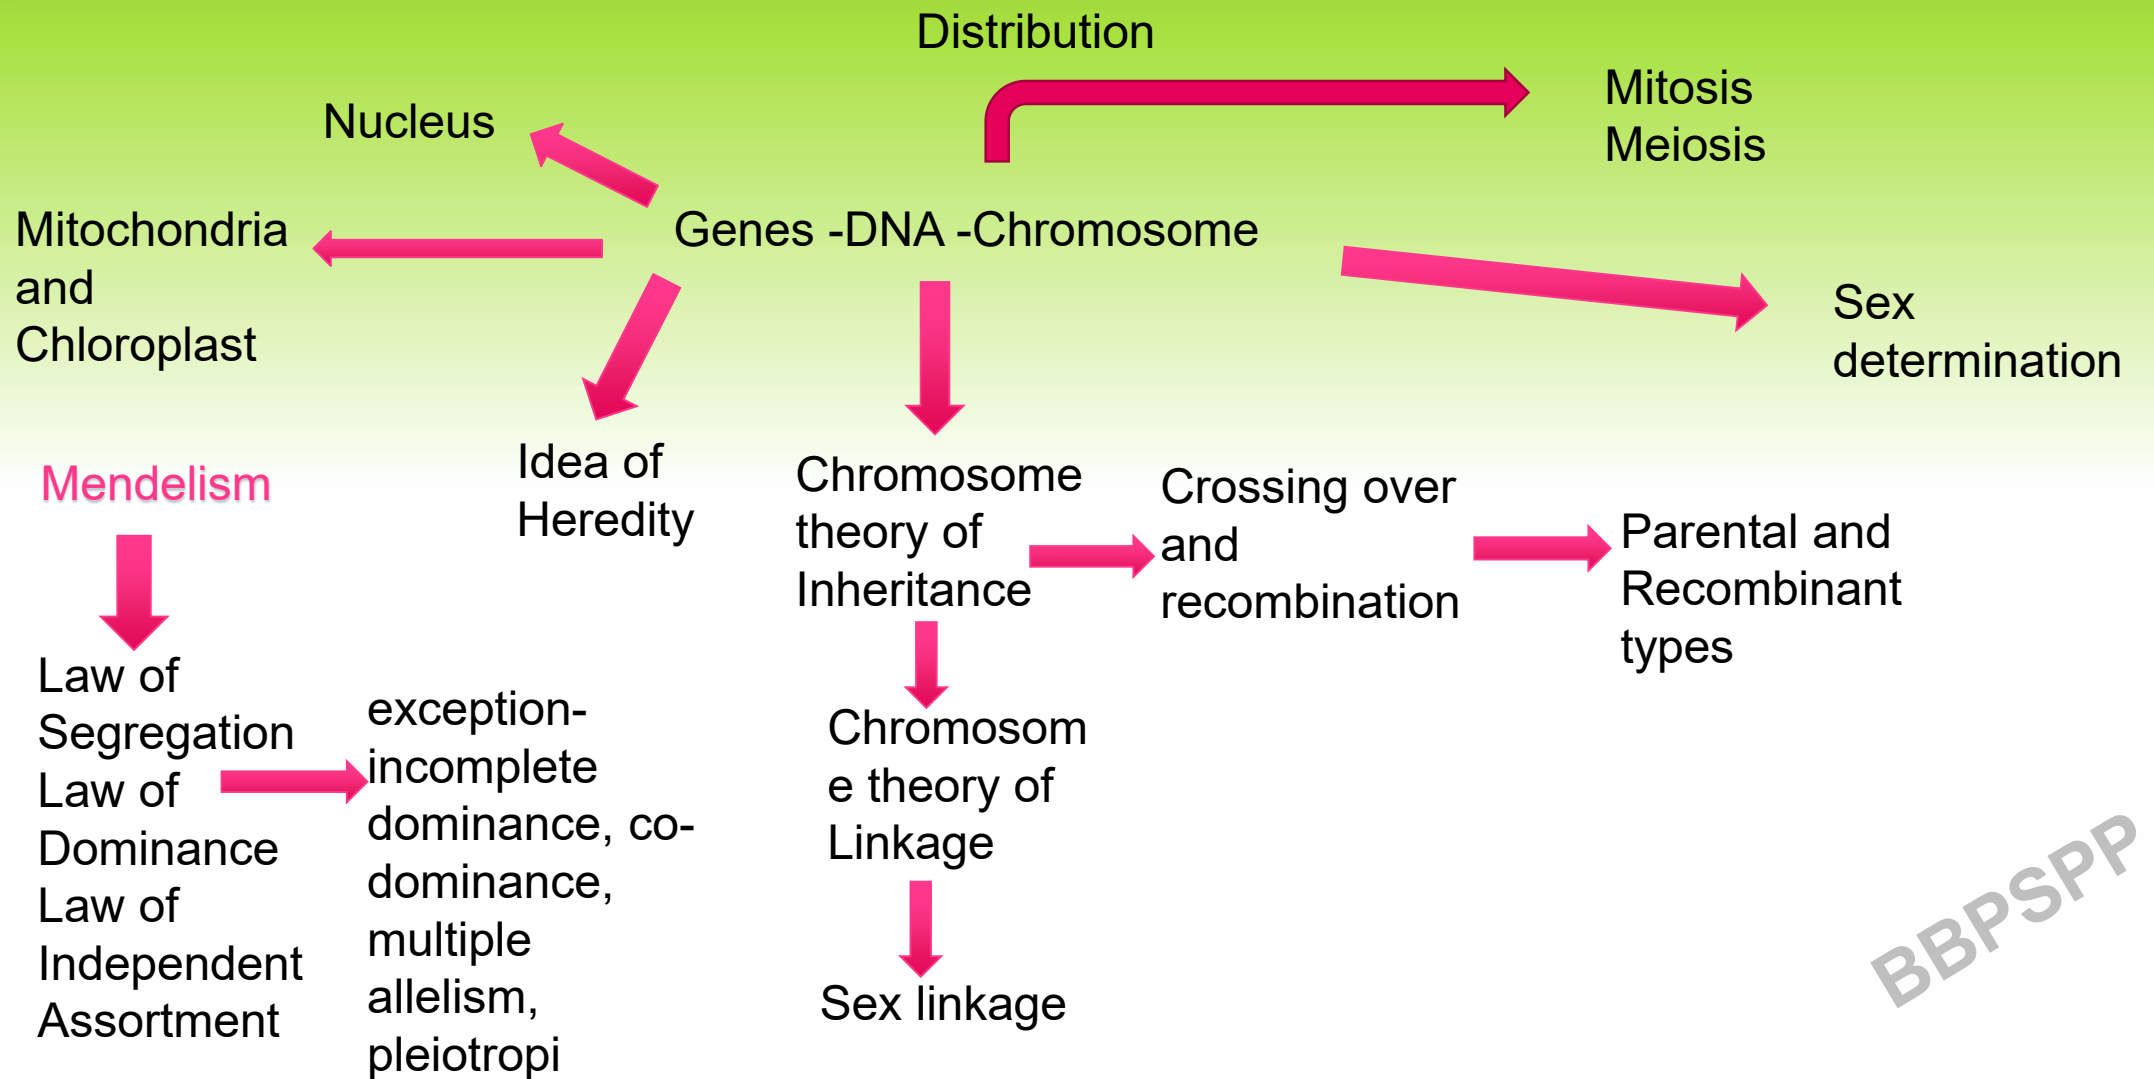 Distribution
Mitosis
Meiosis
Nucleus
Mitochondria
and
Chloroplast
Genes -DNA -Chromosome
Sex
determination
Idea of
Heredity
Chromosome
theory of
Inheritance
Crossing over
and
recombination
Parental and
Recombinant
types
Mendelism
Law of
Segregation
Law of
Dominance
Law of
Independent
Assortment
exception-
incomplete
dominance, co-
dominance,
multiple
allelism,
pleiotropi
Chromosom
e theory of
Linkage
Sex linkage
BBPSPP